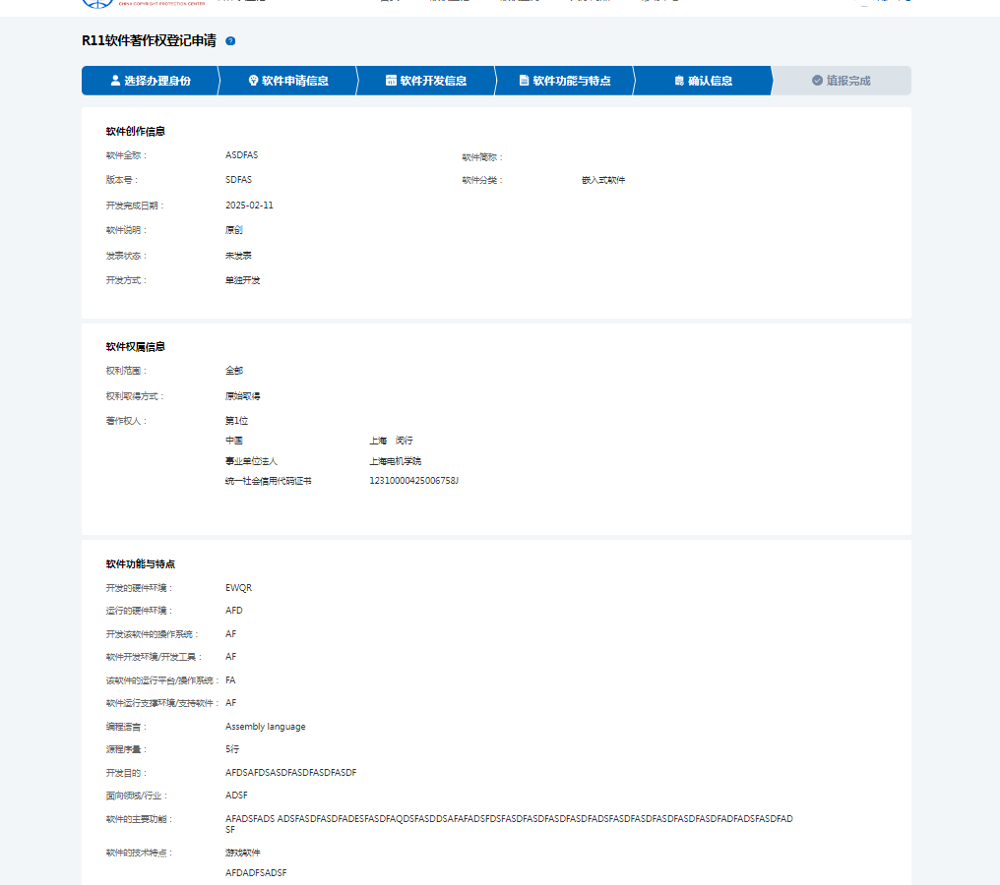 CHINA COPYRIGHT PROTECTION CENTER
R11软件著作权登记申请 ?
选择办理身份 软件申请信息 软件开发信息 软件功能与特点 确认信息 填报完成
软件创作信息
软件全称： ASDFAS 软件简称：
版本号： SDFAS 软件分类： 嵌入式软件
开发完成日期： 2025-02-11
软件说明： 原创
发表状态： 未发表
开发方式： 单独开发
软件权属信息
权利范围： 全部
权利取得方式： 原始取得
著作权人： 第1位
中国 上海 闵行
事业单位法人 上海电机学院
统一社会信用代码证书 12310000425006758J
软件功能与特点
开发的硬件环境： EWQR
运行的硬件环境： AFD
开发该软件的操作系统： AF
软件开发环境/开发工具： AF
该软件的运行平台/操作系统： FA
软件运行支撑环境/支持软件： AF
编程语言： Assembly language
源程序量： 5行
开发目的： AFDSAFDSASDFASDFASDFASDF
面向领域/行业： ADSF
软件的主要功能： AFADSFADS ADSFASDFASDFADESFASDFAQDSFASDDSAFAFADSFDSFASDFASDFASDFASDFADSFASDFASDFASDFASDFASDFADFADSFASDFAD
SF
软件的技术特点： 游戏软件
AFDADFSADSF